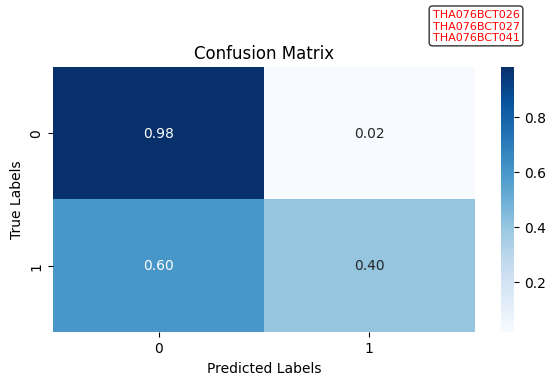 THA076BCT026
THA076BCT027
THA076BCT041
Confusion Matrix
True Labels
0
0.98
0.02
1
0.60
0.40
0
1
Predicted Labels
0.8
0.6
0.4
0.2